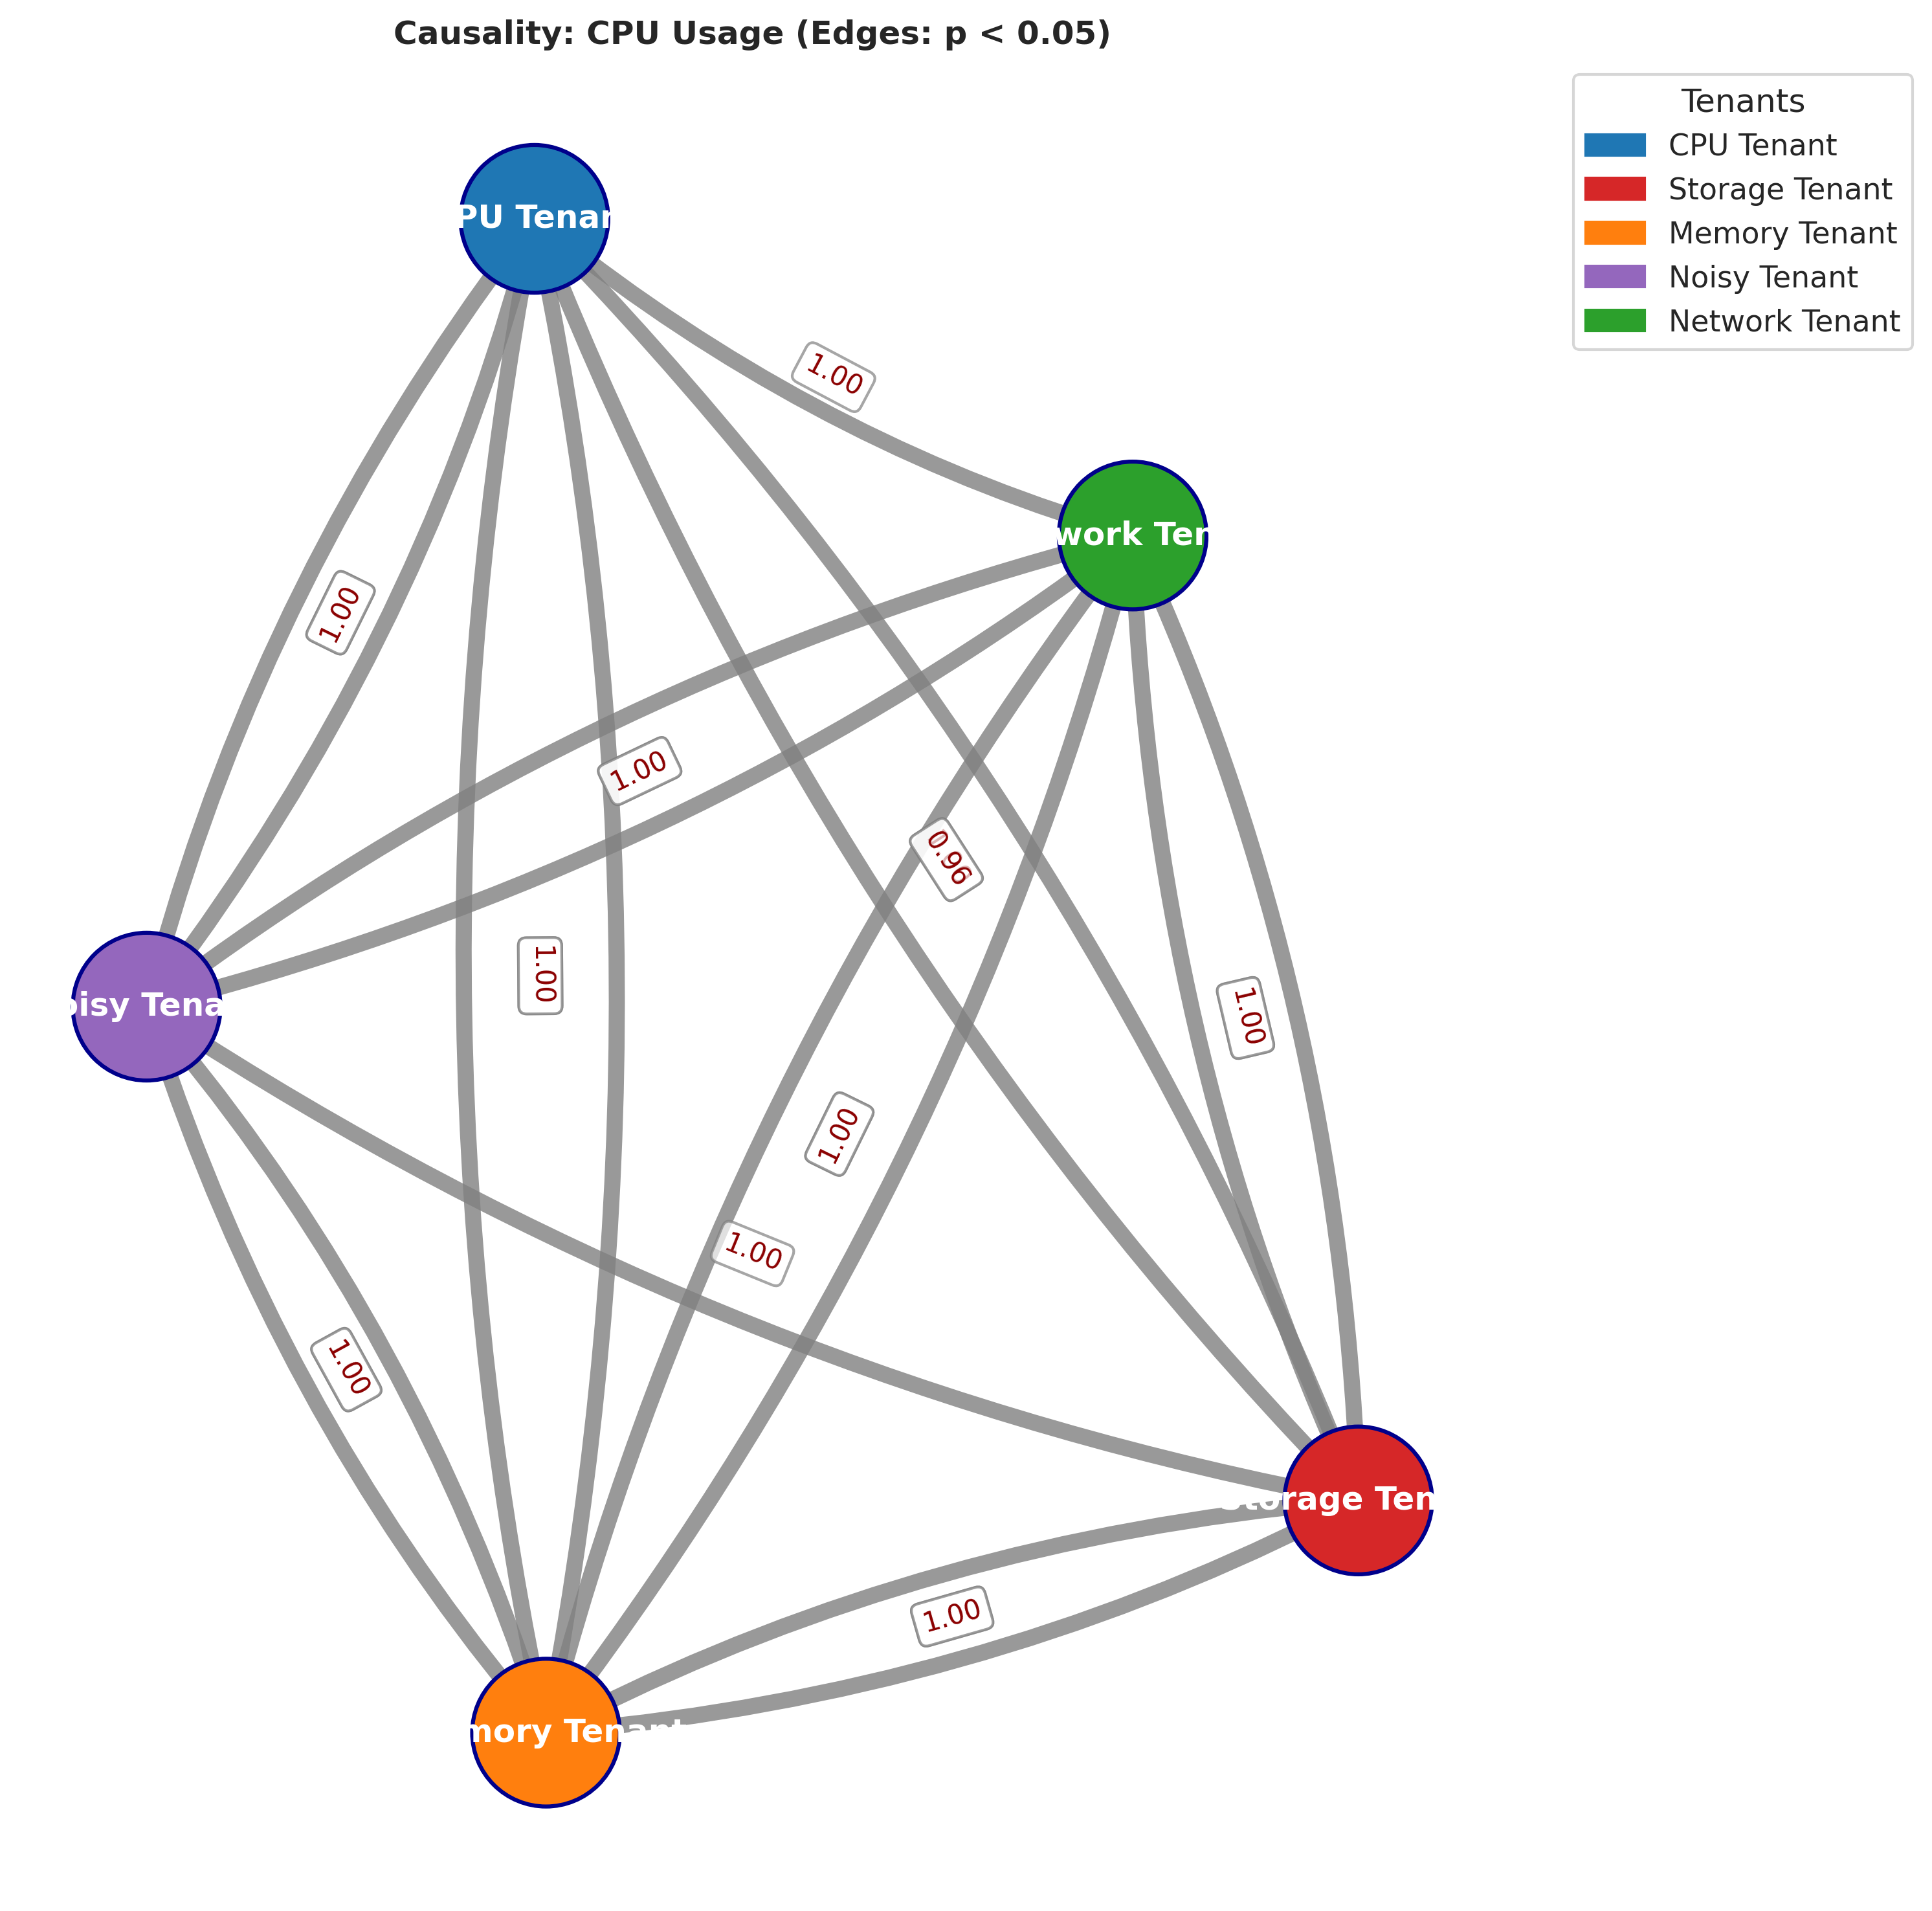 Causality: CPU Usage (Edges: p < 0.05)
Tenants
CPU Tenant
Storage Tenant
Memory Tenant
Noisy Tenant
Network Tenant
PU Tenan
1.00
work Ten
1.00
1.00
0.96
1.00
oisy Tena
1.00
1.00
1.00
1.00
Storage Ten
1.00
mory Tenant